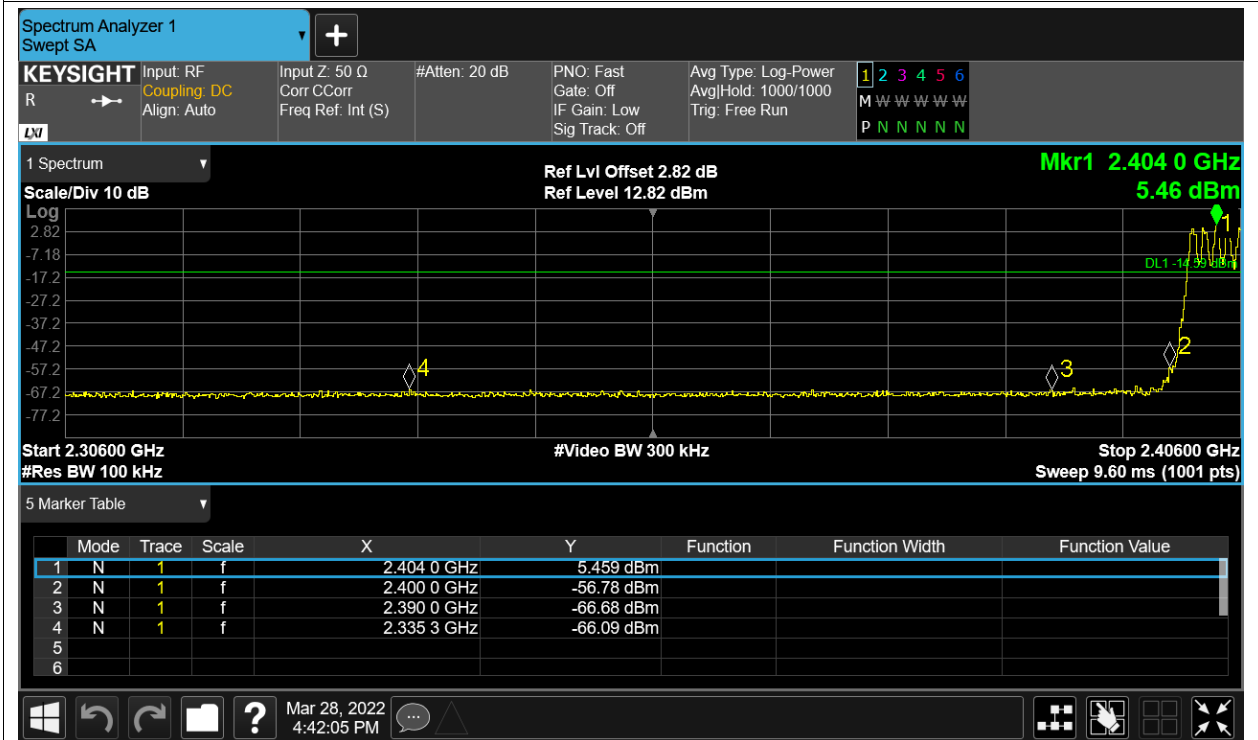 Spectrum Analyzer 1
Swept SA
KEYSIGHT
R
LXI
Input: RF
Coupling: DC
Align: Auto
Input Z: 50 Ω
Corr CCorr
Freq Ref: Int (S)
#Atten: 20 dB
PNO: Fast
Gate: Off
IF Gain: Low
Sig Track: Off
Avg Type: Log-Power
Avg|Hold: 1000/1000
Trig: Free Run
1 2 3 4 5 6
M W W W W W
P N N N N N
1 Spectrum
Scale/Div 10 dB
Ref Lvl Offset 2.82 dB
Ref Level 12.82 dBm
Mkr1 2.404 0 GHz
5.46 dBm
Log
2.82
-7.18
-17.2
-27.2
-37.2
-47.2
-57.2
-67.2
-77.2
1
DL1 -14.59 dBm
2
3
4
Start 2.30600 GHz
#Res BW 100 kHz
#Video BW 300 kHz
Stop 2.40600 GHz
Sweep 9.60 ms (1001 pts)
5 Marker Table
Mode Trace Scale X Y Function Function Width Function Value
1 N 1 f 2.404 0 GHz 5.459 dBm
2 N 1 f 2.400 0 GHz -56.78 dBm
3 N 1 f 2.390 0 GHz -66.68 dBm
4 N 1 f 2.335 3 GHz -66.09 dBm
5
6
?
Mar 28, 2022
4:42:05 PM